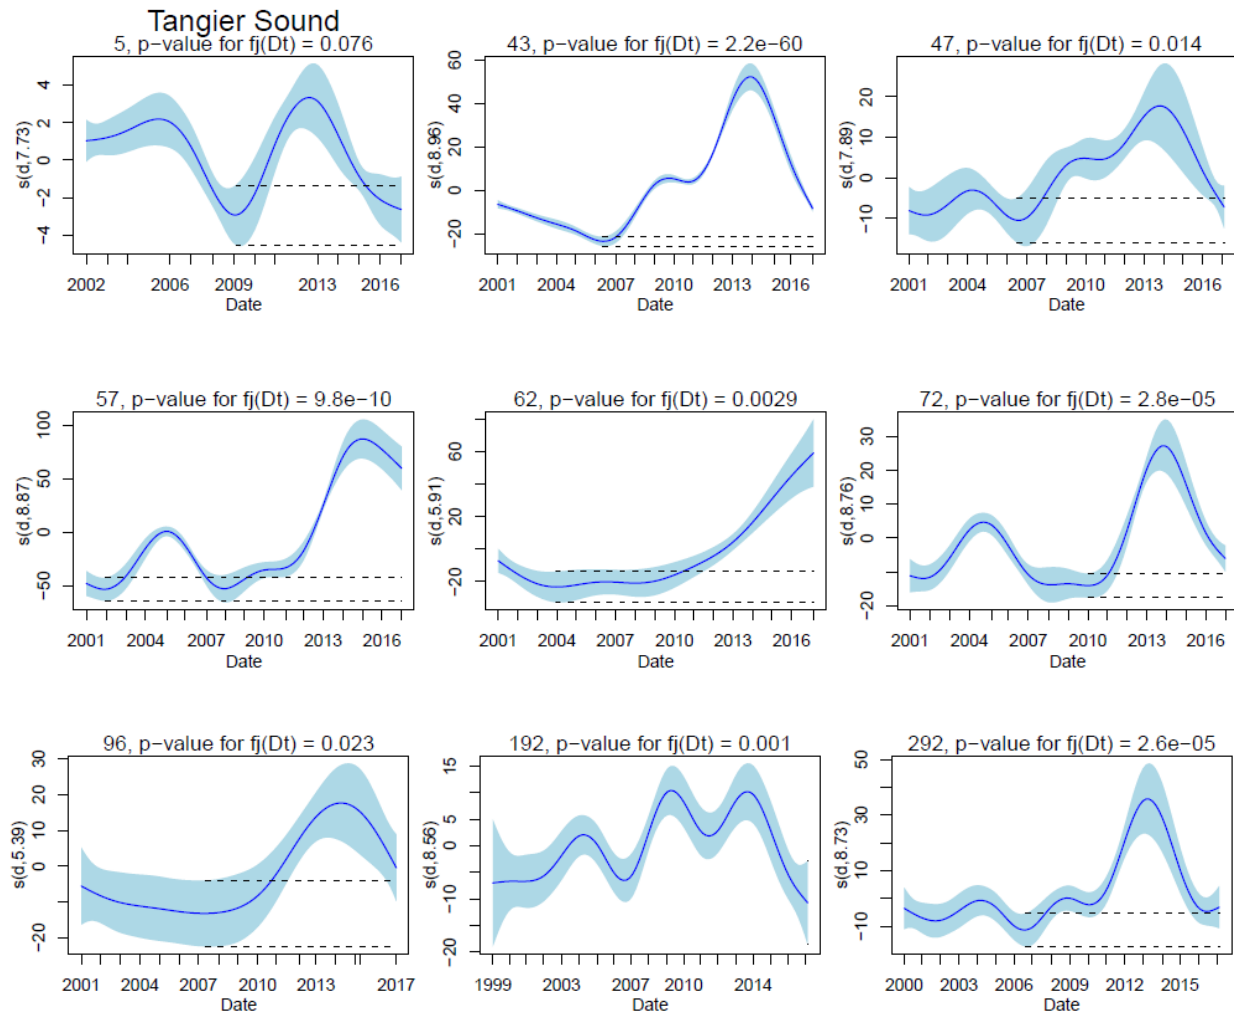 Tangier Sound
5, p−value for fj(Dt) = 0.076
s(d,7.73)
4
2
0
−2
−4
2002 2006 2009 2013 2016
Date
43, p−value for fj(Dt) = 2.2e−60
s(d,8.96)
60
40
20
0
−20
2001 2004 2007 2010 2013 2016
Date
47, p−value for fj(Dt) = 0.014
s(d,7.89)
20
10
0
−10
2001 2004 2007 2010 2013 2016
Date
57, p−value for fj(Dt) = 9.8e−10
s(d,8.87)
100
50
0
−50
2001 2004 2007 2010 2013 2016
Date
62, p−value for fj(Dt) = 0.0029
s(d,5.91)
60
20
−20
2001 2004 2007 2010 2013 2016
Date
72, p−value for fj(Dt) = 2.8e−05
s(d,8.76)
30
20
10
0
−20
2001 2004 2007 2010 2013 2016
Date
96, p−value for fj(Dt) = 0.023
s(d,5.39)
30
20
10
0
−20
2001 2004 2007 2010 2013 2017
Date
192, p−value for fj(Dt) = 0.001
s(d,8.56)
15
5
0
−10
−20
1999 2003 2007 2010 2014
Date
292, p−value for fj(Dt) = 2.6e−05
s(d,8.73)
50
30
10
−10
2000 2003 2006 2009 2012 2015
Date